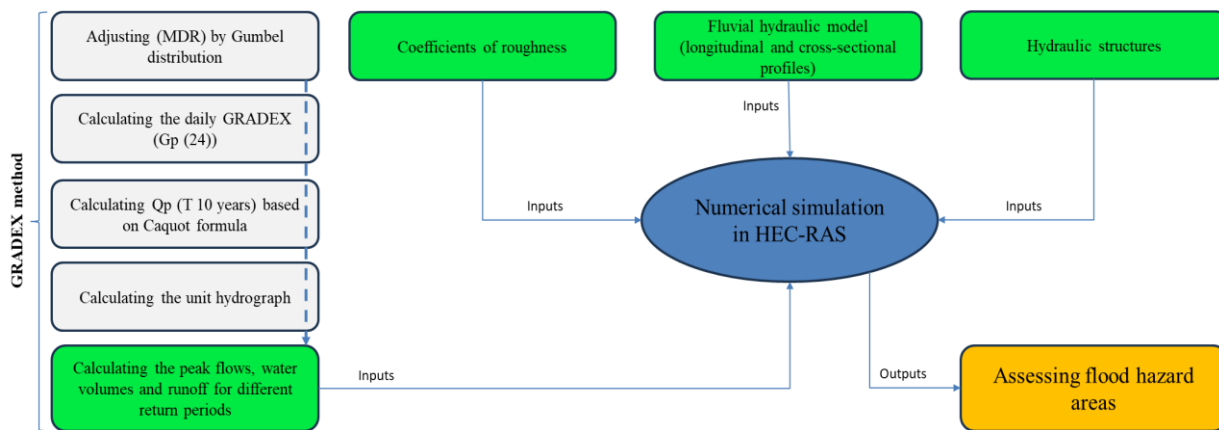 GRADEX method
Adjusting (MDR) by Gumbel
distribution
Calculating the daily GRADEX
(Gp (24))
Calculating Qp (T 10 years) based
on Caquot formula
Calculating the unit hydrograph
Calculating the peak flows, water
volumes and runoff for different
return periods
Coefficients of roughness
Fluvial hydraulic model
(longitudinal and cross-sectional
profiles)
Hydraulic structures
Inputs
Inputs
Inputs
Numerical simulation
in HEC-RAS
Inputs
Outputs
Assessing flood hazard
areas